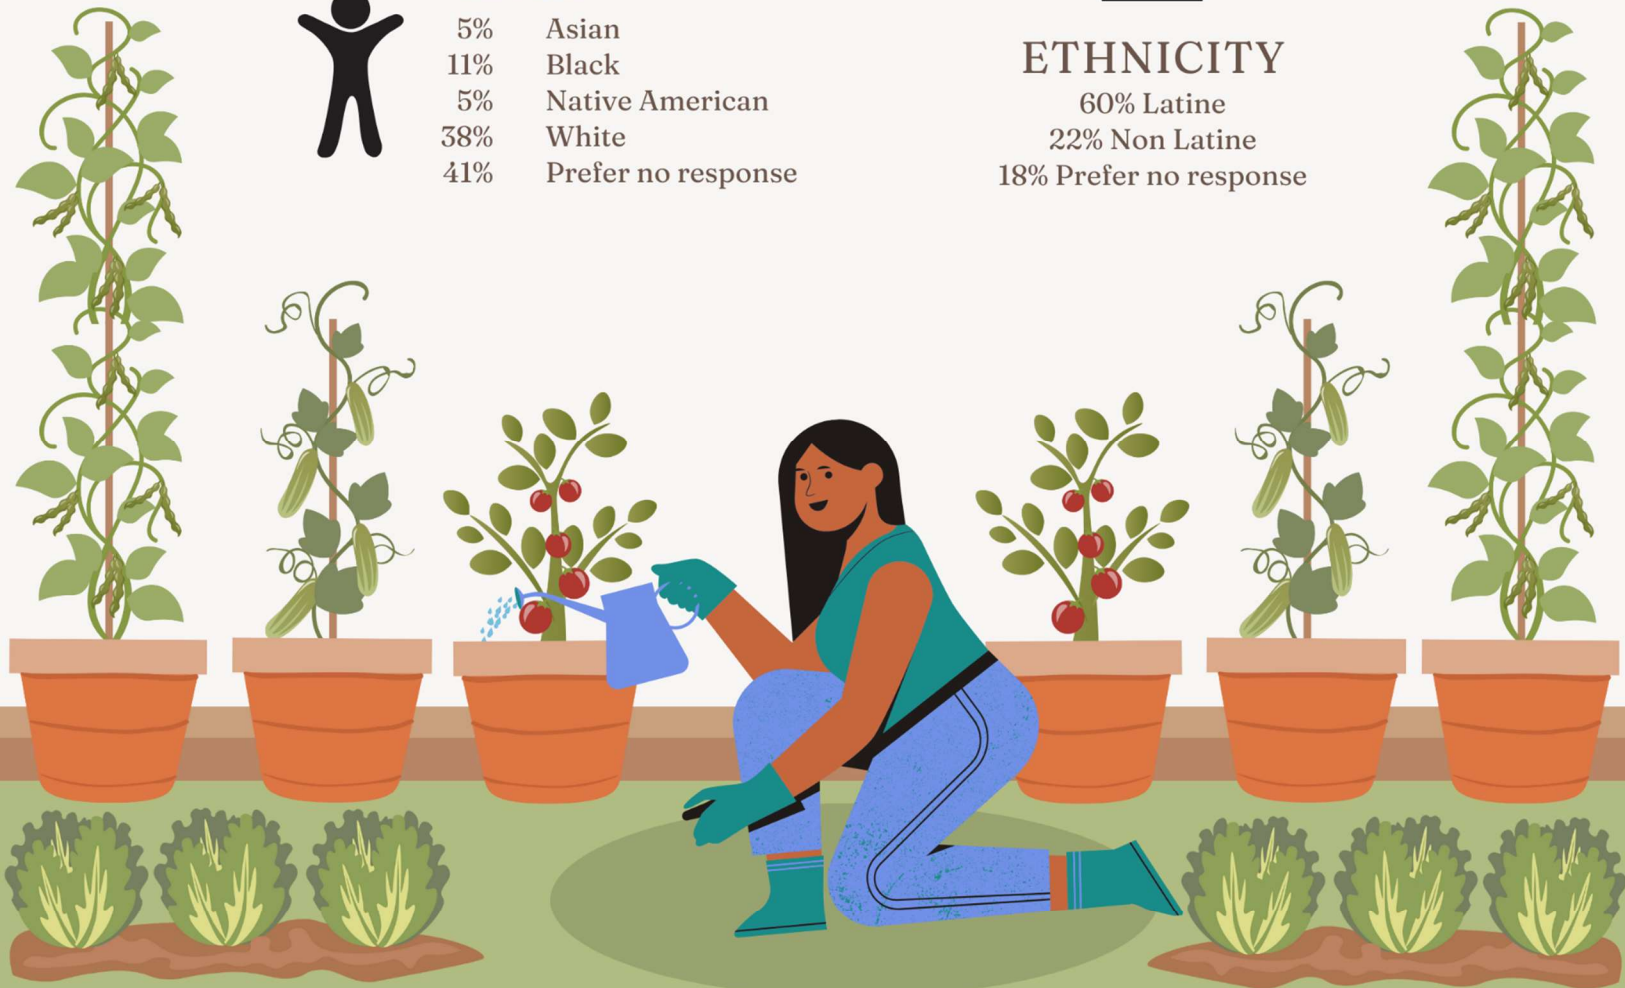 5% Asian
11% Black
5% Native American
38% White
41% Prefer no response
ETHNICITY
60% Latine
22% Non Latine
18% Prefer no response